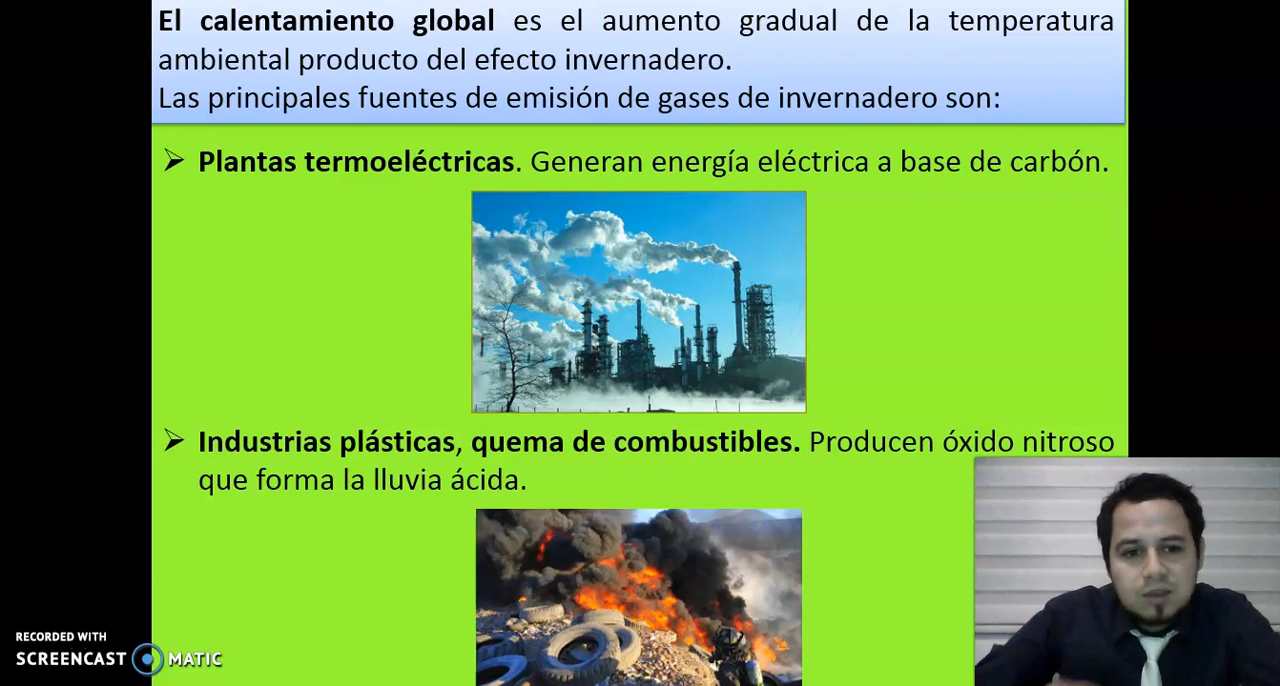 El calentamiento global es el aumento gradual de la temperatura
ambiental producto del efecto invernadero.
Las principales fuentes de emisión de gases de invernadero son:
➢ Plantas termoeléctricas. Generan energía eléctrica a base de carbón.
➢ Industrias plásticas, quema de combustibles. Producen óxido nitroso
que forma la lluvia ácida.
RECORDED WITH
SCREENCAST MATIC